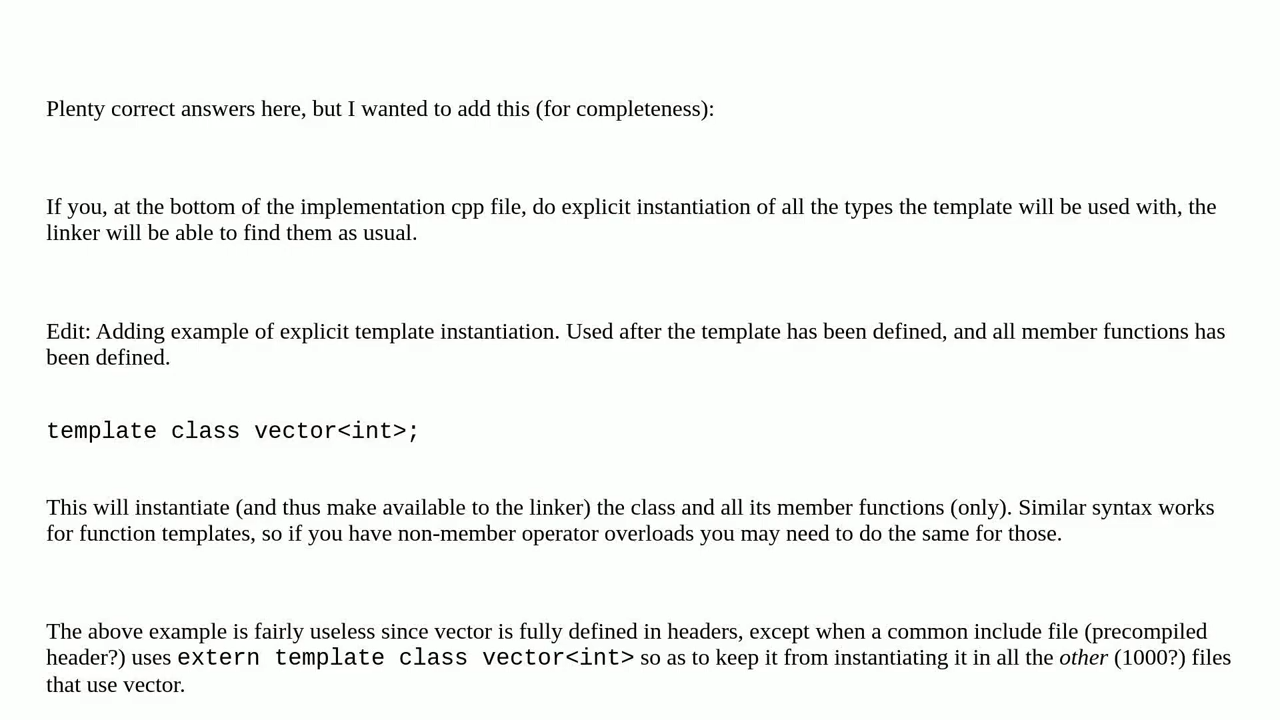 Plenty correct answers here, but I wanted to add this (for completeness):
If you, at the bottom of the implementation cpp file, do explicit instantiation of all the types the template will be used with, the
linker will be able to find them as usual.
Edit: Adding example of explicit template instantiation. Used after the template has been defined, and all member functions has
been defined.
template class vector<int>;
This will instantiate (and thus make available to the linker) the class and all its member functions (only). Similar syntax works
for function templates, so if you have non-member operator overloads you may need to do the same for those.
The above example is fairly useless since vector is fully defined in headers, except when a common include file (precompiled
header?) uses extern template class vector<int> so as to keep it from instantiating it in all the other (1000?) files
that use vector.